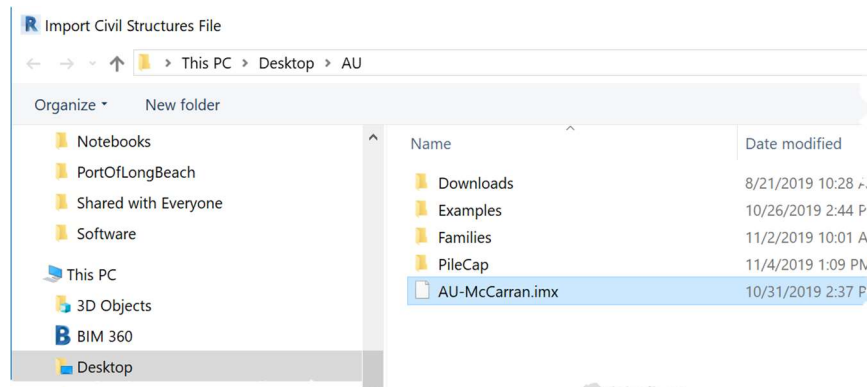 R Import Civil Structures File
This PC > Desktop > AU
Organize New folder
Notebooks
PortOfLongBeach
Shared with Everyone
Software
This PC
3D Objects
B BIM 360
Desktop
Name Date modified
Downloads 8/21/2019 10:28
Examples 10/26/2019 2:44 P
Families 11/2/2019 10:01 A
PileCap 11/4/2019 1:09 PM
AU-McCarran.imx 10/31/2019 2:37 P